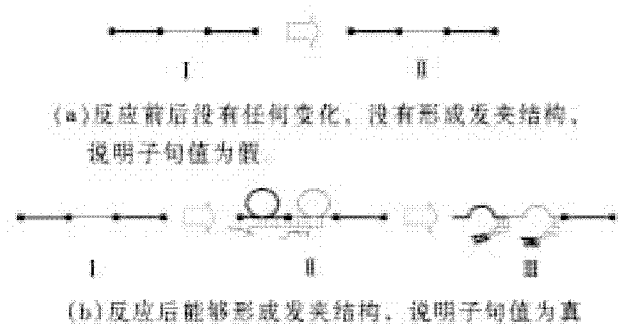 Ⅰ Ⅱ
(a)反应前后没有任何变化，没有形成发夹结构，
说明子句值为假
Ⅰ Ⅱ Ⅲ
(b)反应后能够形成发夹结构，说明子句值为真